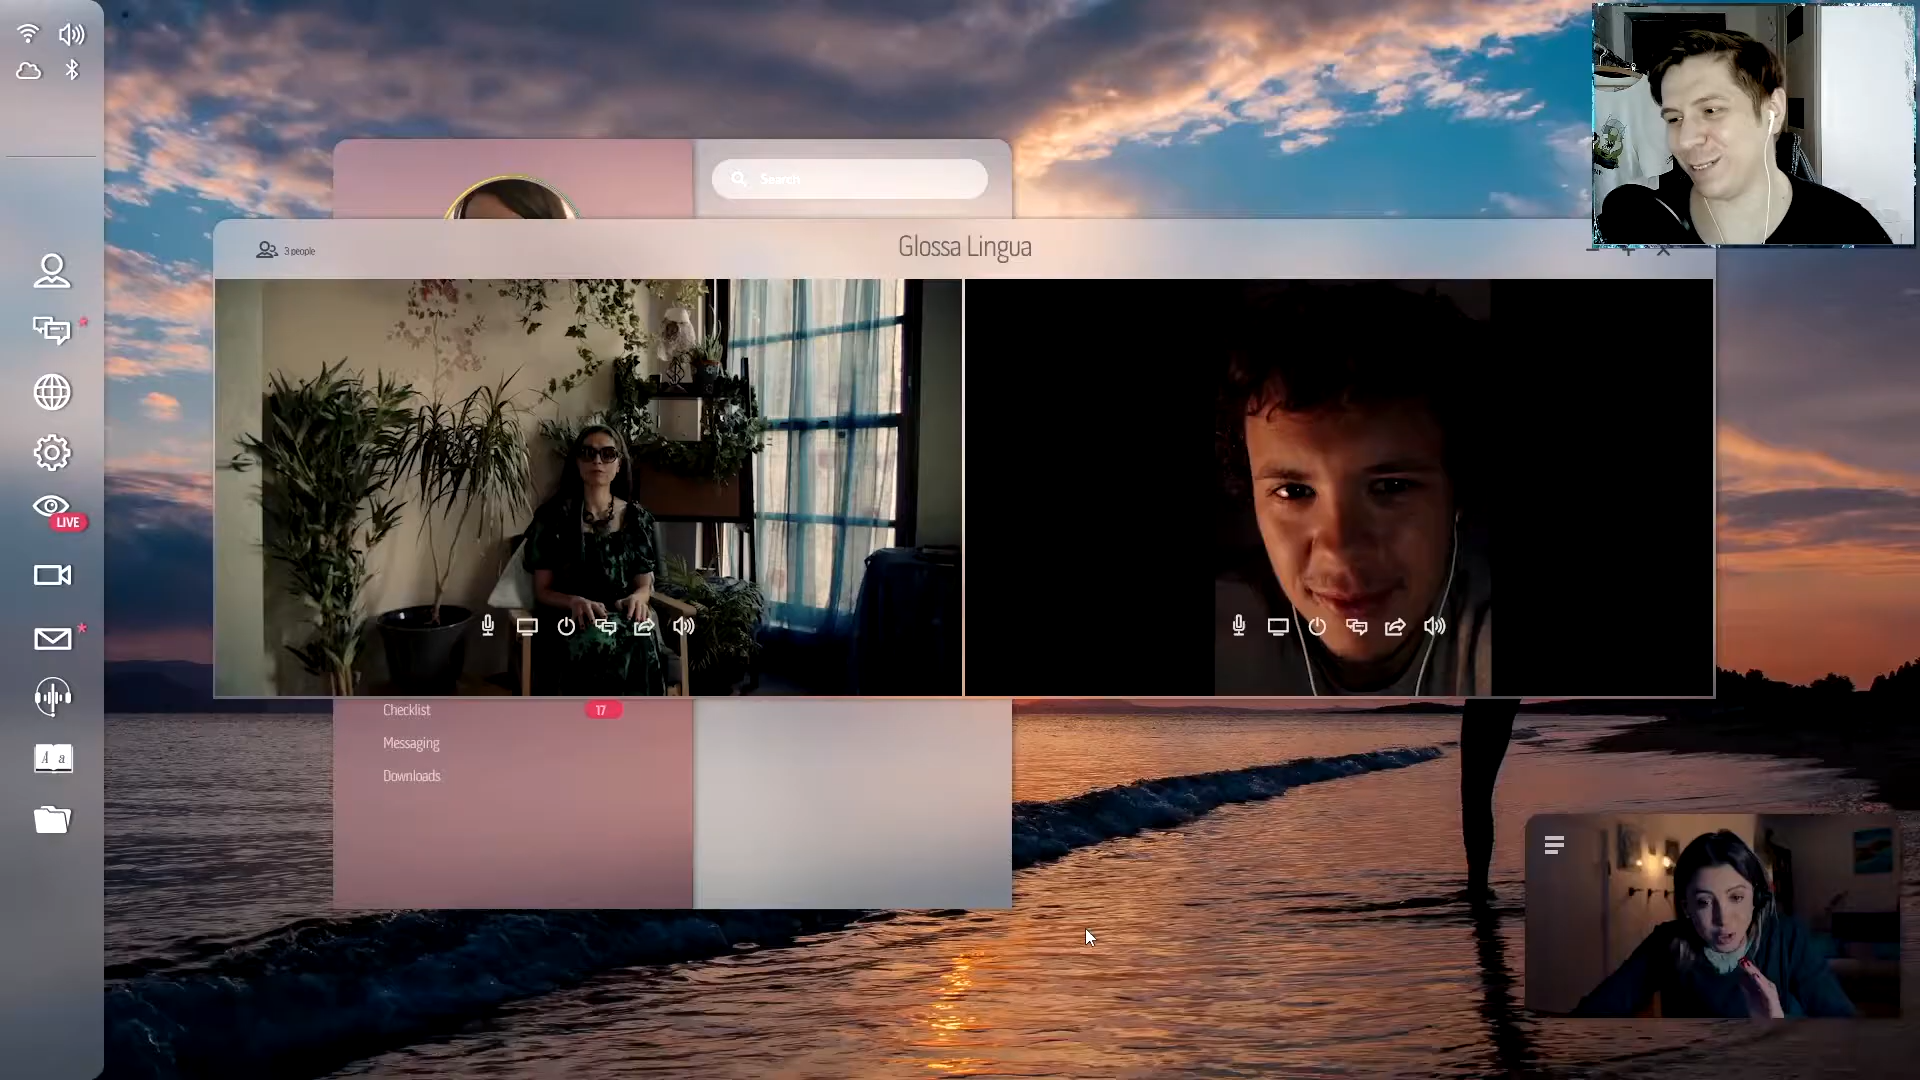 Search
3 people
Glossa Lingua
LIVE
A a
Checklist 17
Messaging
Downloads